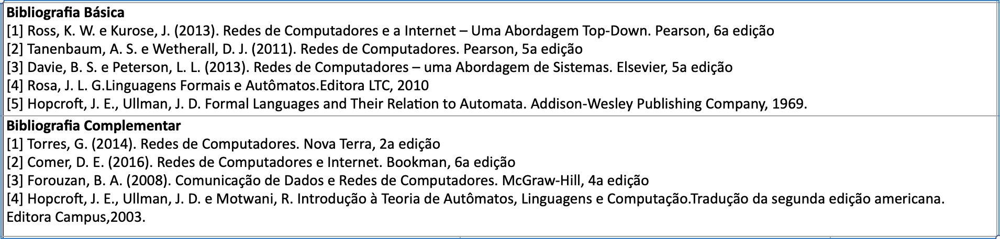 Bibliografia Básica
[1] Ross, K. W. e Kurose, J. (2013). Redes de Computadores e a Internet – Uma Abordagem Top-Down. Pearson, 6a edição
[2] Tanenbaum, A. S. e Wetherall, D. J. (2011). Redes de Computadores. Pearson, 5a edição
[3] Davie, B. S. e Peterson, L. L. (2013). Redes de Computadores – uma Abordagem de Sistemas. Elsevier, 5a edição
[4] Rosa, J. L. G.Linguagens Formais e Autômatos.Editora LTC, 2010
[5] Hopcroft, J. E., Ullman, J. D. Formal Languages and Their Relation to Automata. Addison-Wesley Publishing Company, 1969.
Bibliografia Complementar
[1] Torres, G. (2014). Redes de Computadores. Nova Terra, 2a edição
[2] Comer, D. E. (2016). Redes de Computadores e Internet. Bookman, 6a edição
[3] Forouzan, B. A. (2008). Comunicação de Dados e Redes de Computadores. McGraw-Hill, 4a edição
[4] Hopcroft, J. E., Ullman, J. D. e Motwani, R. Introdução à Teoria de Autômatos, Linguagens e Computação.Tradução da segunda edição americana.
Editora Campus,2003.